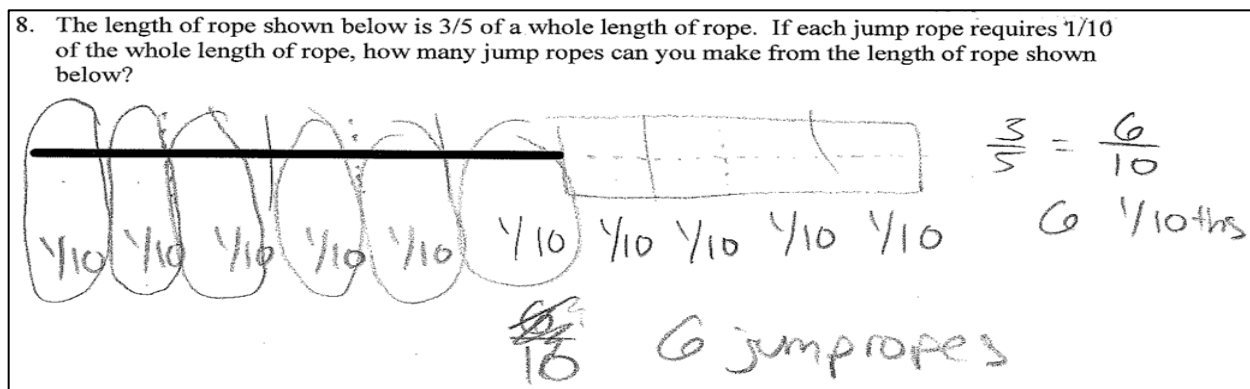 8. The length of rope shown below is 3/5 of a whole length of rope. If each jump rope requires 1/10
of the whole length of rope, how many jump ropes can you make from the length of rope shown
below?
3/5 = 6/10
6 1/10ths
1/10 1/10 1/10 1/10 1/10 1/10 1/10 1/10 1/10 1/10
10
6 jumpropes